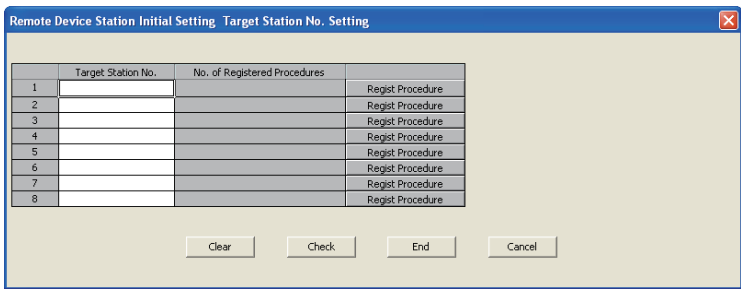 Remote Device Station Initial Setting Target Station No. Setting
Target Station No. No. of Registered Procedures
1 Regist Procedure
2 Regist Procedure
3 Regist Procedure
4 Regist Procedure
5 Regist Procedure
6 Regist Procedure
7 Regist Procedure
8 Regist Procedure
Clear Check End Cancel